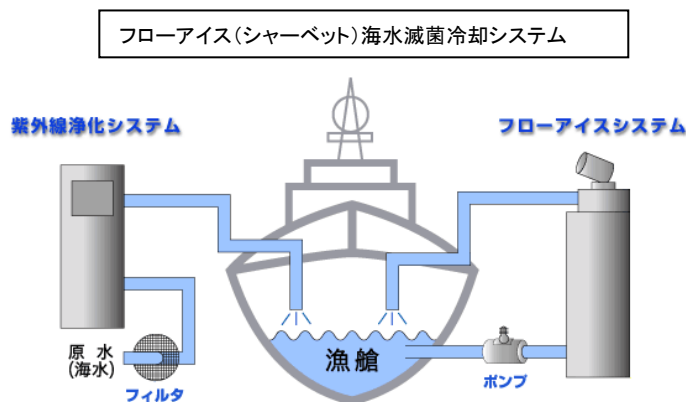 フローアイス(シャーベット)海水滅菌冷却システム
紫外線浄化システム
フローアイスシステム
原 水
(海水)
フィルタ
漁艙
ポンプ